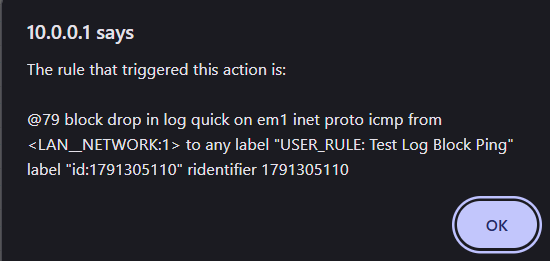 10.0.0.1 says
The rule that triggered this action is:
@79 block drop in log quick on em1 inet proto icmp from
<LAN__NETWORK:1> to any label "USER_RULE: Test Log Block Ping"
label "id:1791305110" ridentifier 1791305110
OK